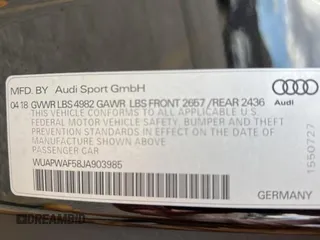 MFD. BY Audi Sport GmbH
04 18 GVWR LBS 4982 GAWR LBS FRONT 2657 /REAR 2436
THIS VEHICLE CONFORMS TO ALL APPLICABLE U.S.
FEDERAL MOTOR VEHICLE SAFETY, BUMPER AND
THEFT PREVENTION STANDARDS IN EFFECT ON
THE DATE OF MANUFACTURE SHOWN ABOVE
PASSENGER CAR
WUAPWAF58JA903985
GERMANY
Audi
1550727
DREAMBID